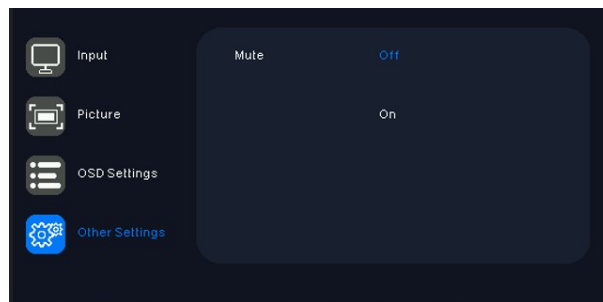 Input
Mute Off
Picture
On
OSD Settings
Other Settings